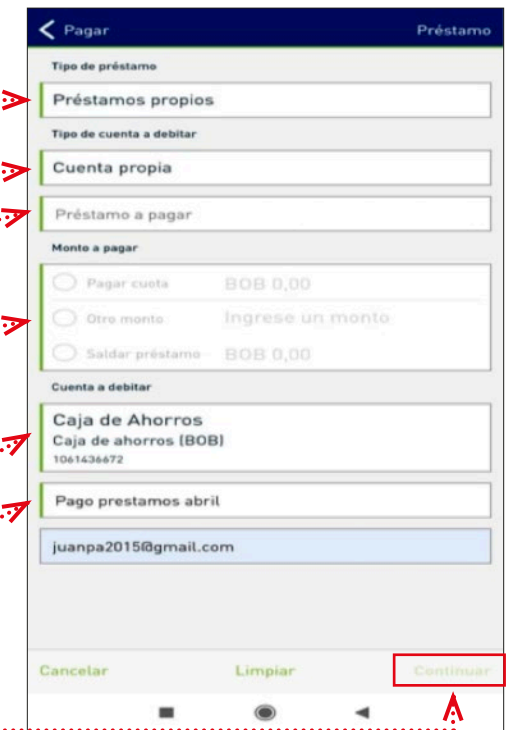 Pagar Préstamo
Tipo de préstamo
Préstamos propios
Tipo de cuenta a debitar
Cuenta propia
Préstamo a pagar
Monto a pagar
Pagar cuota BOB 0,00
Otro monto Ingrese un monto
Saldar préstamo BOB 0,00
Cuenta a debitar
Caja de Ahorros
Caja de ahorros (BOB)
1061436672
Pago prestamos abril
juanpa2015@gmail.com
Cancelar Limpiar Continuar